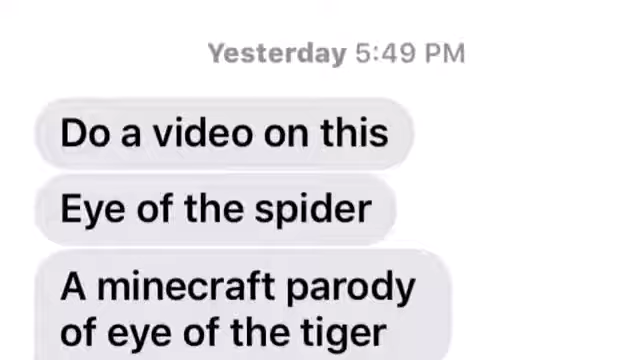 Yesterday 5:49 PM
Do a video on this
Eye of the spider
A minecraft parody
of eye of the tiger